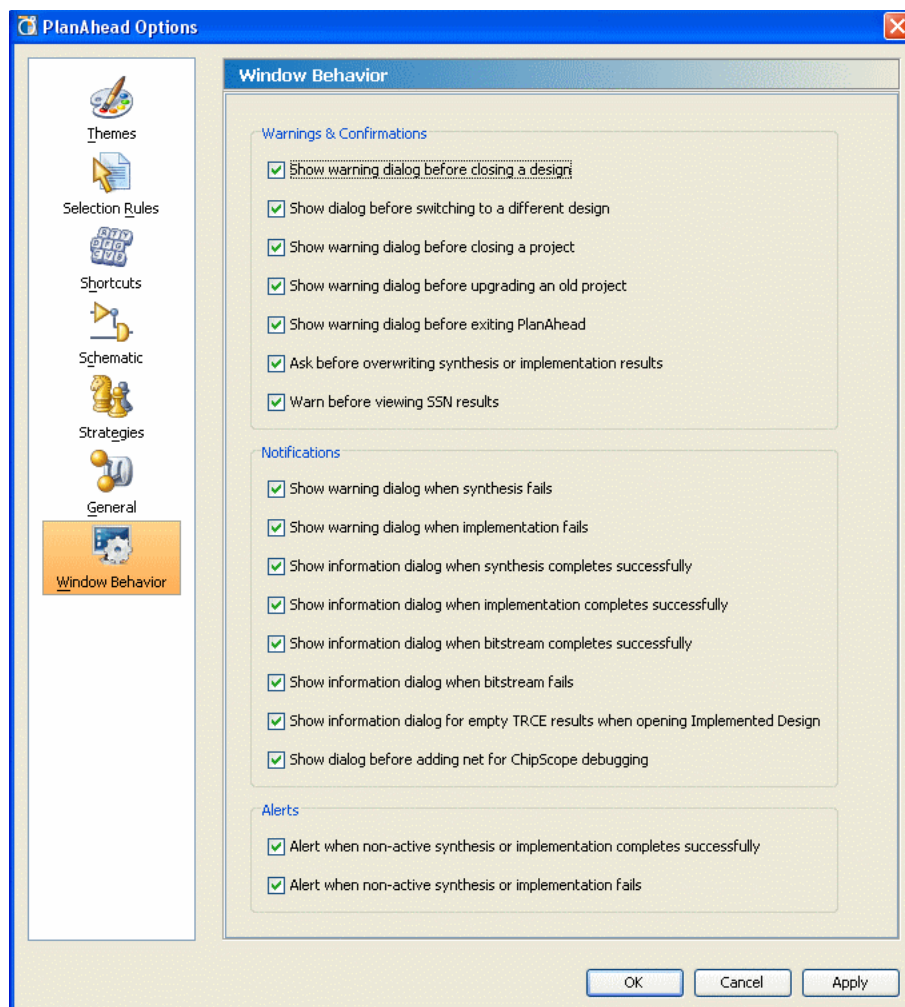 PlanAhead Options
Themes
Selection Rules
Shortcuts
Schematic
Strategies
General
Window Behavior
Window Behavior
Warnings & Confirmations
Show warning dialog before closing a design
Show dialog before switching to a different design
Show warning dialog before closing a project
Show warning dialog before upgrading an old project
Show warning dialog before exiting PlanAhead
Ask before overwriting synthesis or implementation results
Warn before viewing SSN results
Notifications
Show warning dialog when synthesis fails
Show warning dialog when implementation fails
Show information dialog when synthesis completes successfully
Show information dialog when implementation completes successfully
Show information dialog when bitstream completes successfully
Show information dialog when bitstream fails
Show information dialog for empty TRCE results when opening Implemented Design
Show dialog before adding net for ChipScope debugging
Alerts
Alert when non-active synthesis or implementation completes successfully
Alert when non-active synthesis or implementation fails
OK Cancel Apply